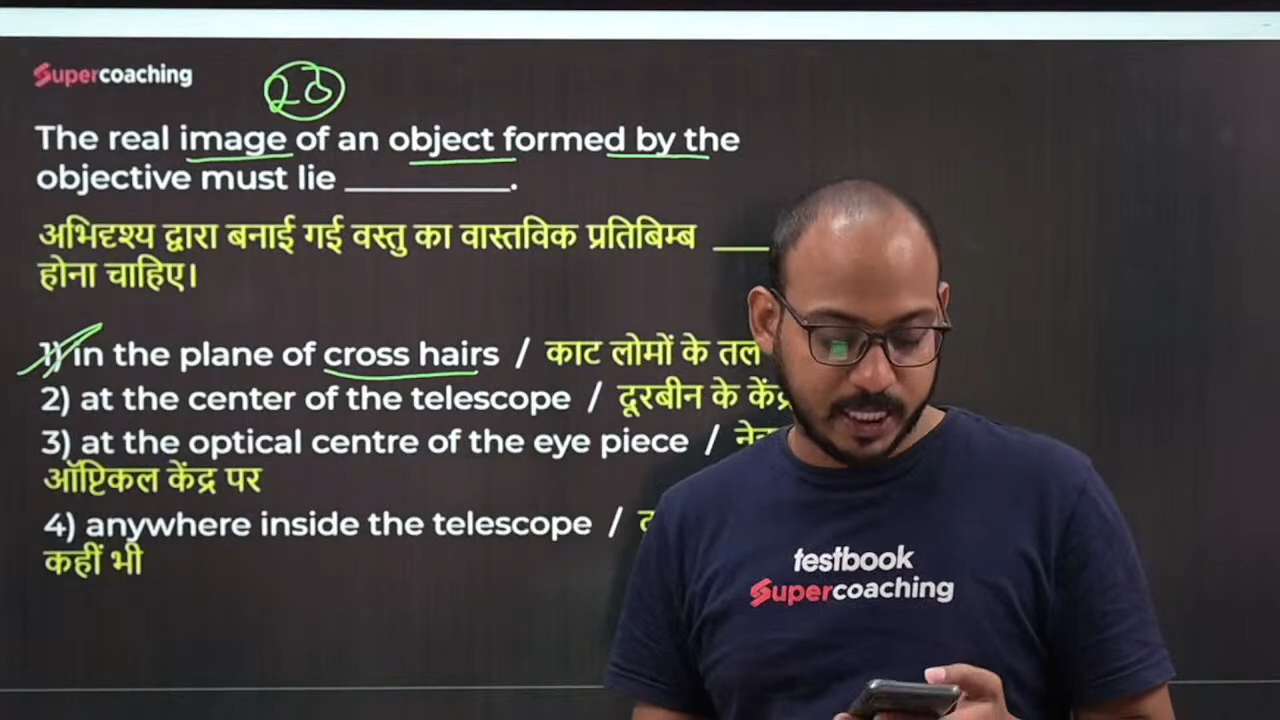 Supercoaching
23
The real image of an object formed by the
objective must lie __________.
अभिदृश्य द्वारा बनाई गई वस्तु का वास्तविक प्रतिबिम्ब ____
होना चाहिए।
1) in the plane of cross hairs / काट लोमों के तल
2) at the center of the telescope / दूरबीन के
3) at the optical centre of the eye piece /
ऑप्टिकल केंद्र पर
4) anywhere inside the telescope /
कहीं भी
testbook
Supercoaching